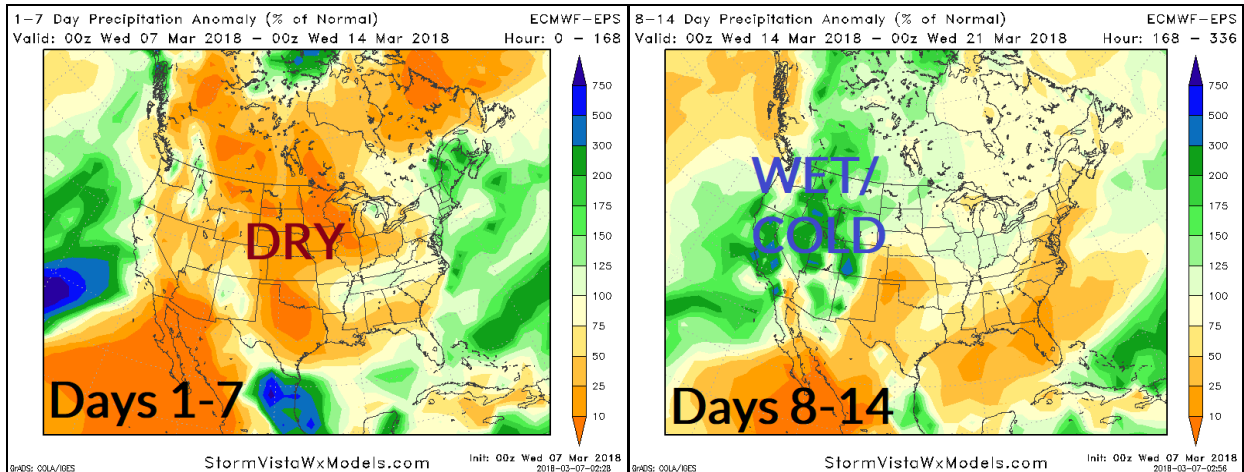 1-7 Day Precipitation Anomaly (% of Normal) ECMWF-EPS
Valid: 00z Wed 07 Mar 2018 - 00z Wed 14 Mar 2018 Hour: 0 - 168
750
500
300
200
175
150
125
100
75
50
25
10
DRY
Days 1-7
GrADS: COLA/IGES
StormVistaWxModels.com
Init: 00z Wed 07 Mar 2018
2018-03-07-02:28
8-14 Day Precipitation Anomaly (% of Normal) ECMWF-EPS
Valid: 00z Wed 14 Mar 2018 - 00z Wed 21 Mar 2018 Hour: 168 - 336
750
500
300
200
175
150
125
100
75
50
25
10
WET/
COLD
Days 8-14
GrADS: COLA/IGES
StormVistaWxModels.com
Init: 00z Wed 07 Mar 2018
2018-03-07-02:56